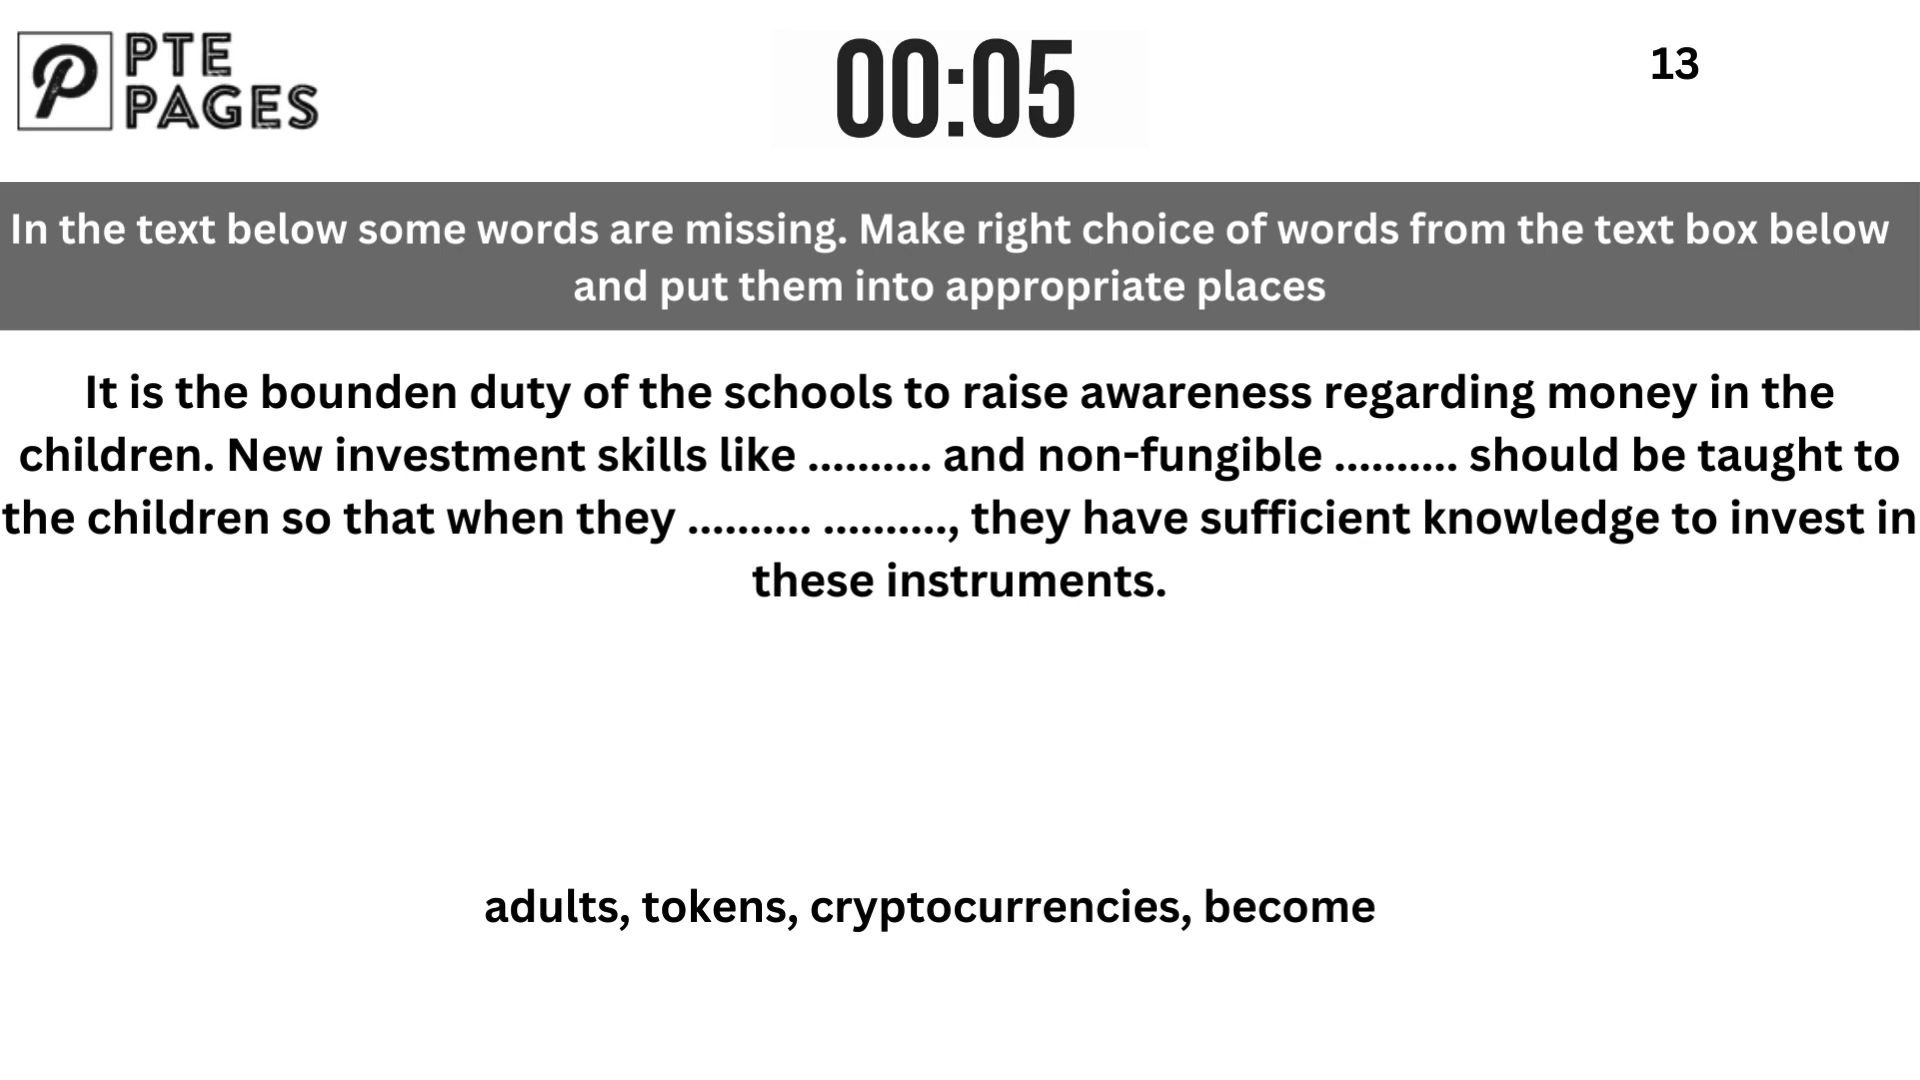 PTE
PAGES
00:05
13
In the text below some words are missing. Make right choice of words from the text box below
and put them into appropriate places
It is the bounden duty of the schools to raise awareness regarding money in the
children. New investment skills like .......... and non-fungible .......... should be taught to
the children so that when they .......... .........., they have sufficient knowledge to invest in
these instruments.
adults, tokens, cryptocurrencies, become